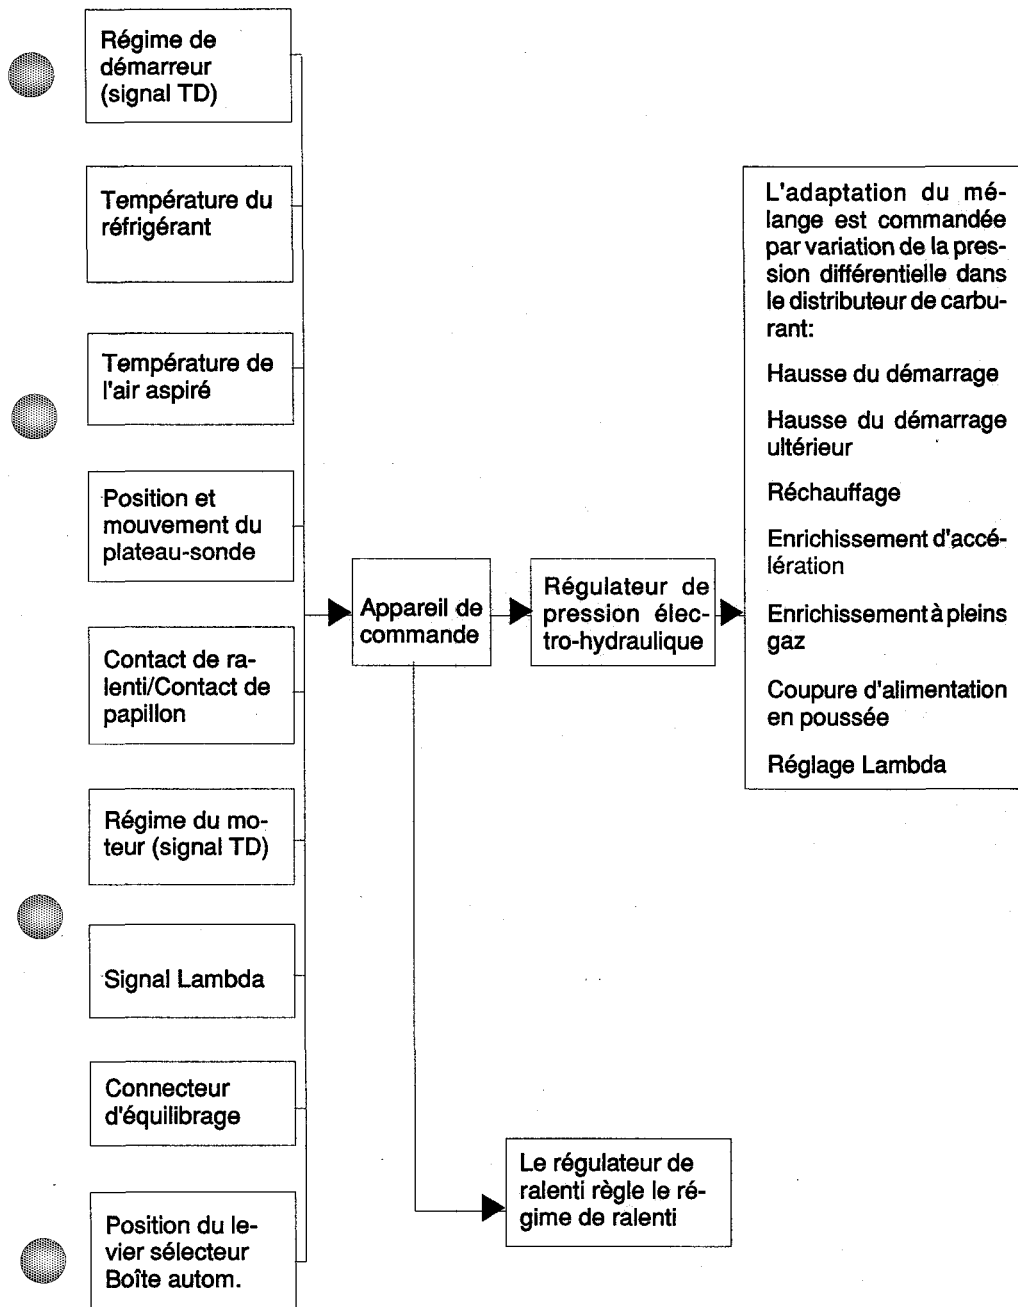 Régime de
démarreur
(signal TD)
Température du
réfrigérant
Température de
l'air aspiré
Position et
mouvement du
plateau-sonde
Contact de ra-
lenti/Contact de
papillon
Régime du mo-
teur (signal TD)
Signal Lambda
Connecteur
d'équilibrage
Position du le-
vier sélecteur
Boîte autom.
Appareil de
commande
Régulateur de
pression élec-
tro-hydraulique
L'adaptation du mé-
lange est commandée
par variation de la pres-
sion différentielle dans
le distributeur de carbu-
rant:
Hausse du démarrage
Hausse du démarrage
ultérieur
Réchauffage
Enrichissement d'accé-
lération
Enrichissement à pleins
gaz
Coupure d'alimentation
en poussée
Réglage Lambda
Le régulateur de
ralenti règle le ré-
gime de ralenti